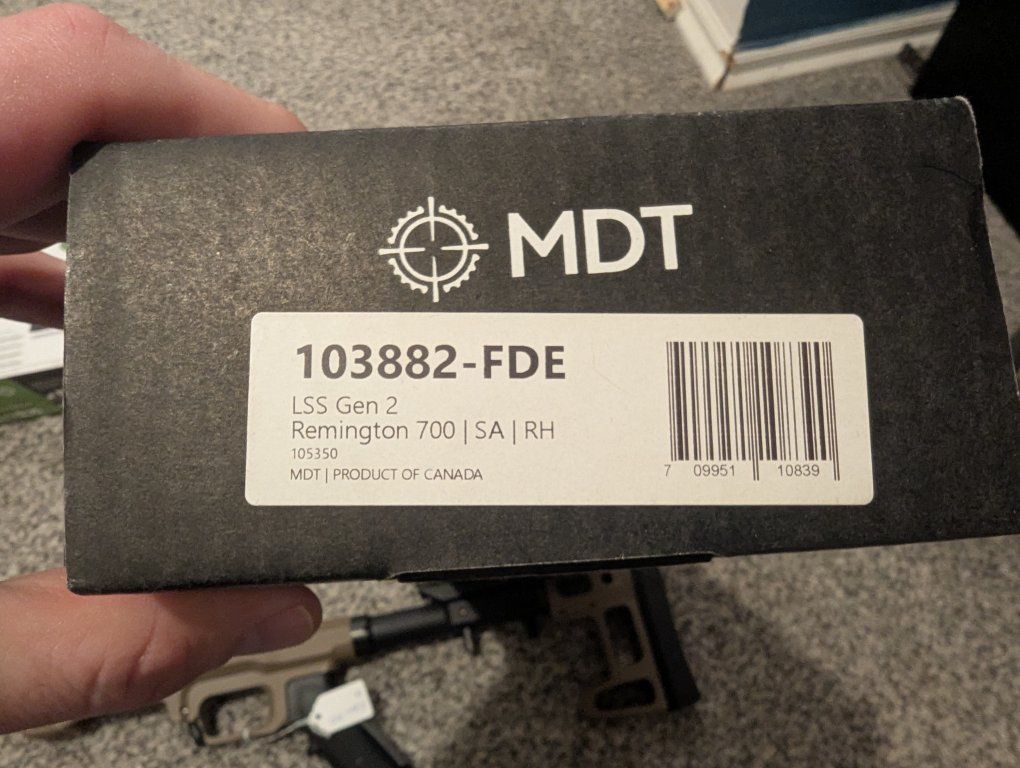 MDT
103882-FDE
LSS Gen 2
Remington 700 | SA | RH
105350
MDT | PRODUCT OF CANADA
7 09951 10839